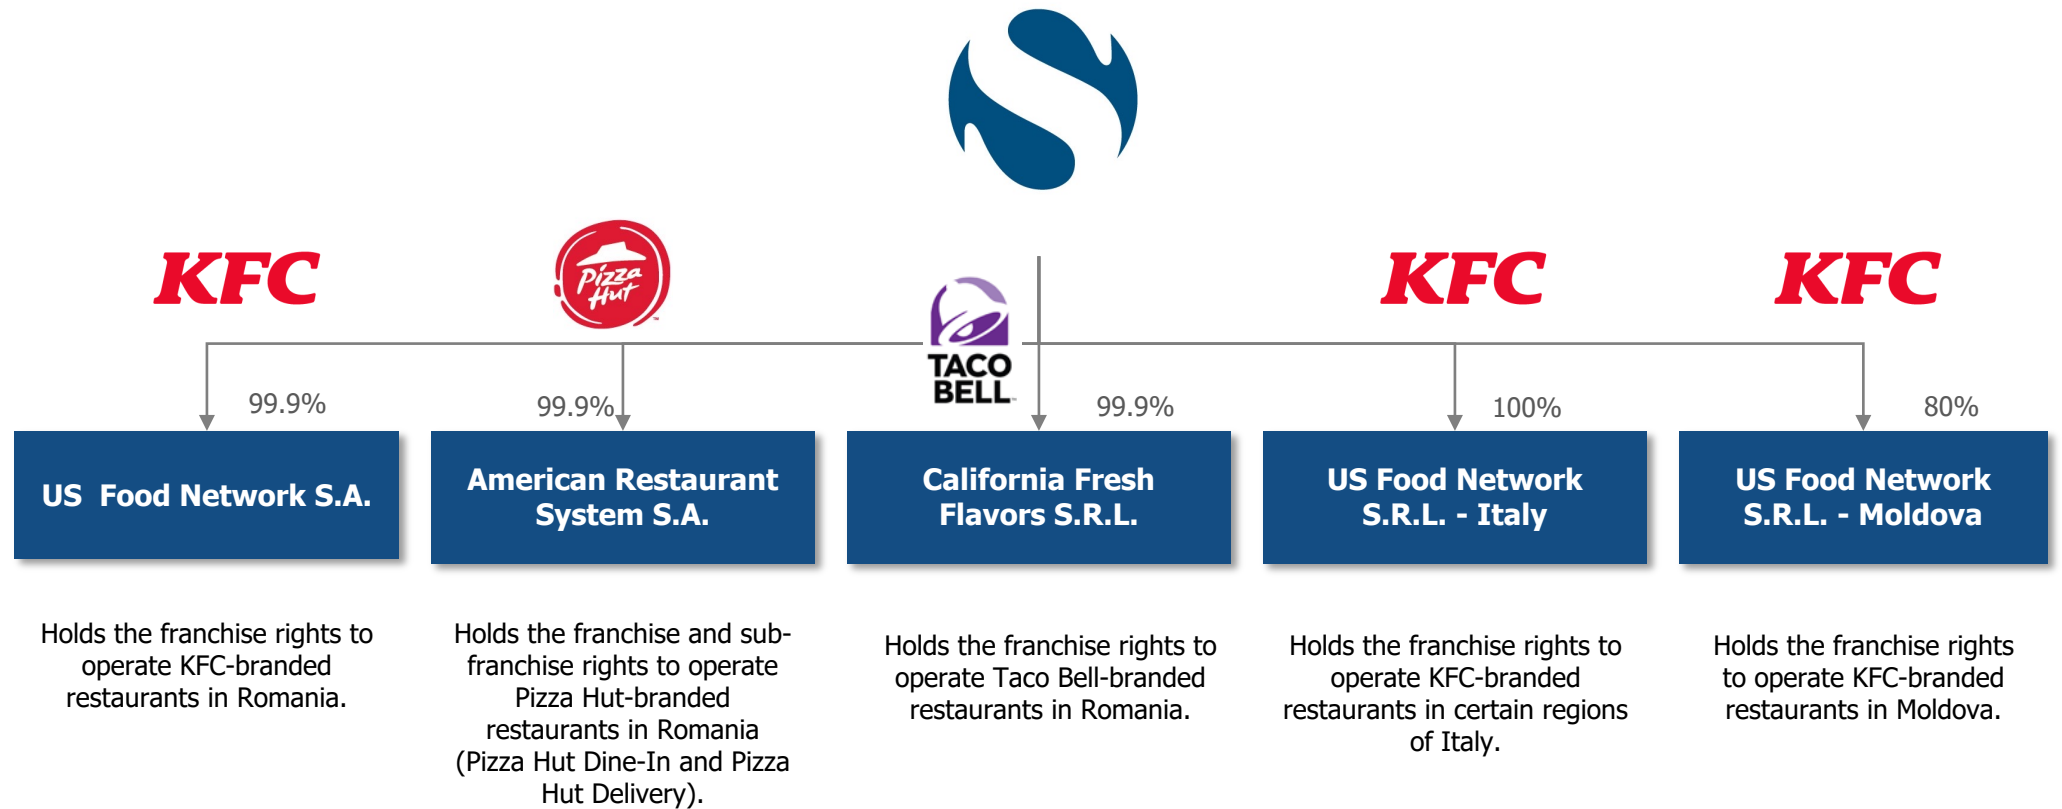 KFC
Pizza
Hut
TACO
BELL
KFC
KFC
99.9%
99.9%
99.9%
100%
80%
US Food Network S.A.
American Restaurant
System S.A.
California Fresh
Flavors S.R.L.
US Food Network
S.R.L. - Italy
US Food Network
S.R.L. - Moldova
Holds the franchise rights to
operate KFC-branded
restaurants in Romania.
Holds the franchise and sub-
franchise rights to operate
Pizza Hut-branded
restaurants in Romania
(Pizza Hut Dine-In and Pizza
Hut Delivery).
Holds the franchise rights to
operate Taco Bell-branded
restaurants in Romania.
Holds the franchise rights to
operate KFC-branded
restaurants in certain regions
of Italy.
Holds the franchise rights
to operate KFC-branded
restaurants in Moldova.